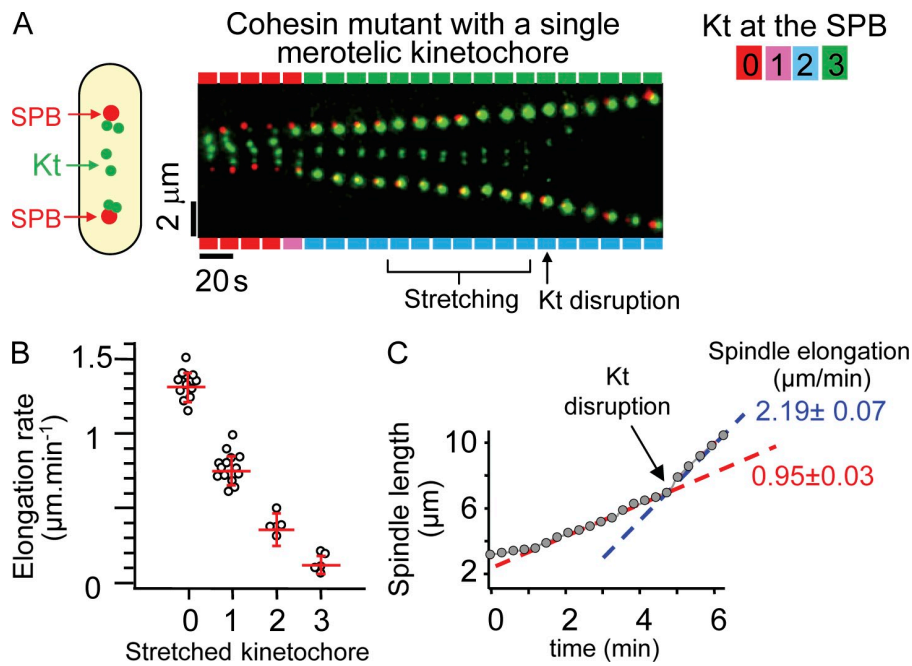 A
Cohesin mutant with a single
merotelic kinetochore
Kt at the SPB
0 1 2 3
SPB
Kt
SPB
2 μm
20 s
Stretching
Kt disruption
B
Elongation rate
(μm.min-1)
1.5
1
0
0 1 2 3
Stretched kinetochore
C
Spindle elongation
(μm/min)
2.19± 0.07
0.95±0.03
Kt
disruption
Spindle length
(μm)
10
6
2
0 2 4 6
time (min)